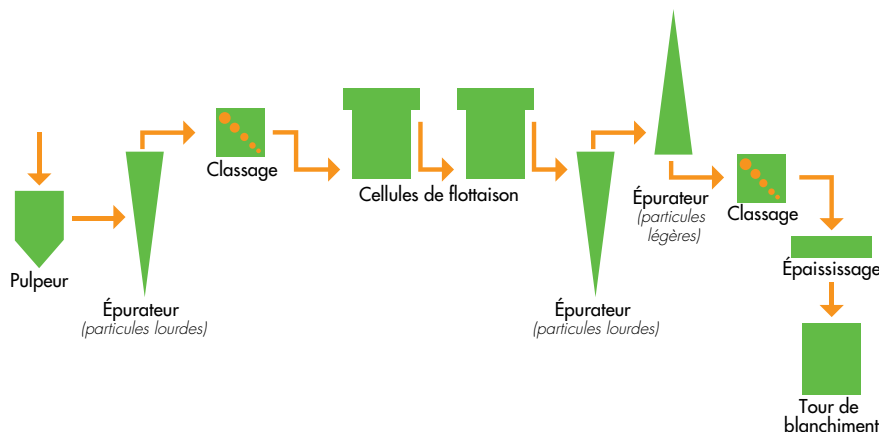 Pulpeur
Épurateur
(particules lourdes)
Classage
Cellules de flottaison
Épurateur
(particules lourdes)
Épurateur
(particules
légères)
Classage
Épaississage
Tour de
blanchiment